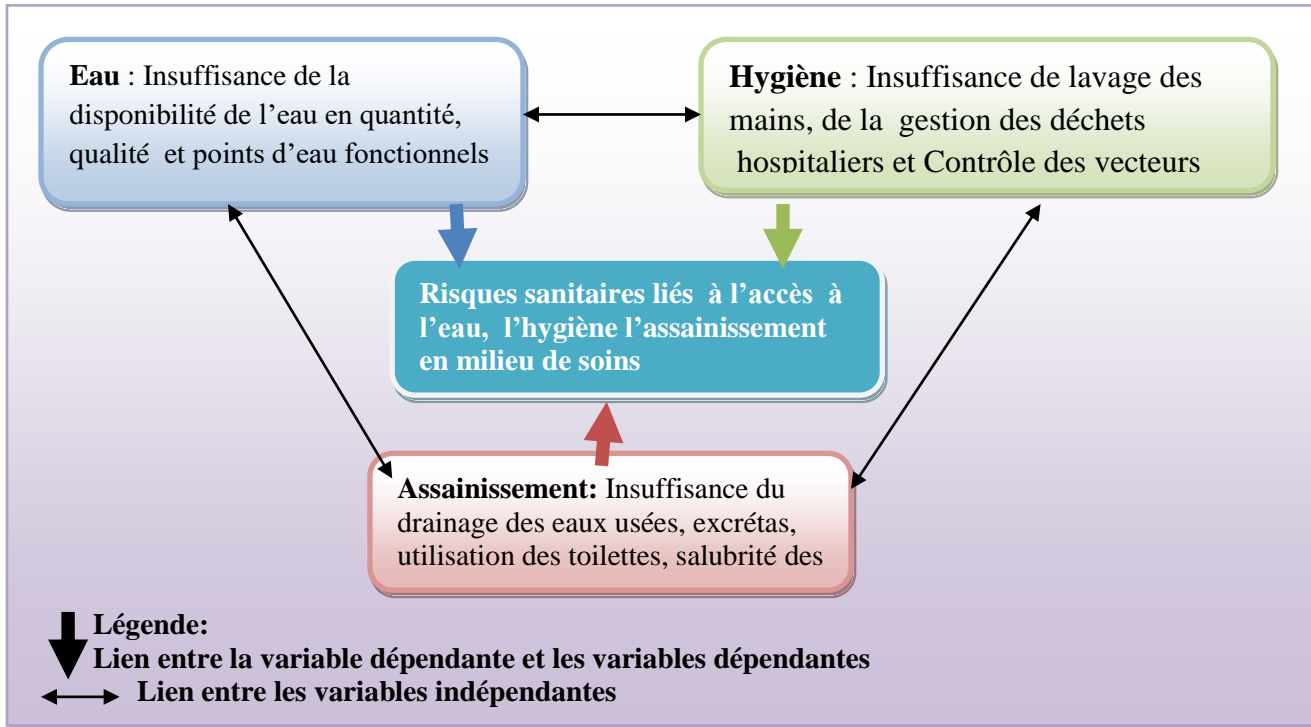 Eau : Insuffisance de la
disponibilité de l’eau en quantité,
qualité et points d’eau fonctionnels
Hygiène : Insuffisance de lavage des
mains, de la gestion des déchets
hospitaliers et Contrôle des vecteurs
Risques sanitaires liés à l’accès à
l’eau, l’hygiène l’assainissement
en milieu de soins
Assainissement: Insuffisance du
drainage des eaux usées, excrétas,
utilisation des toilettes, salubrité des
Légende:
Lien entre la variable dépendante et les variables dépendantes
Lien entre les variables indépendantes